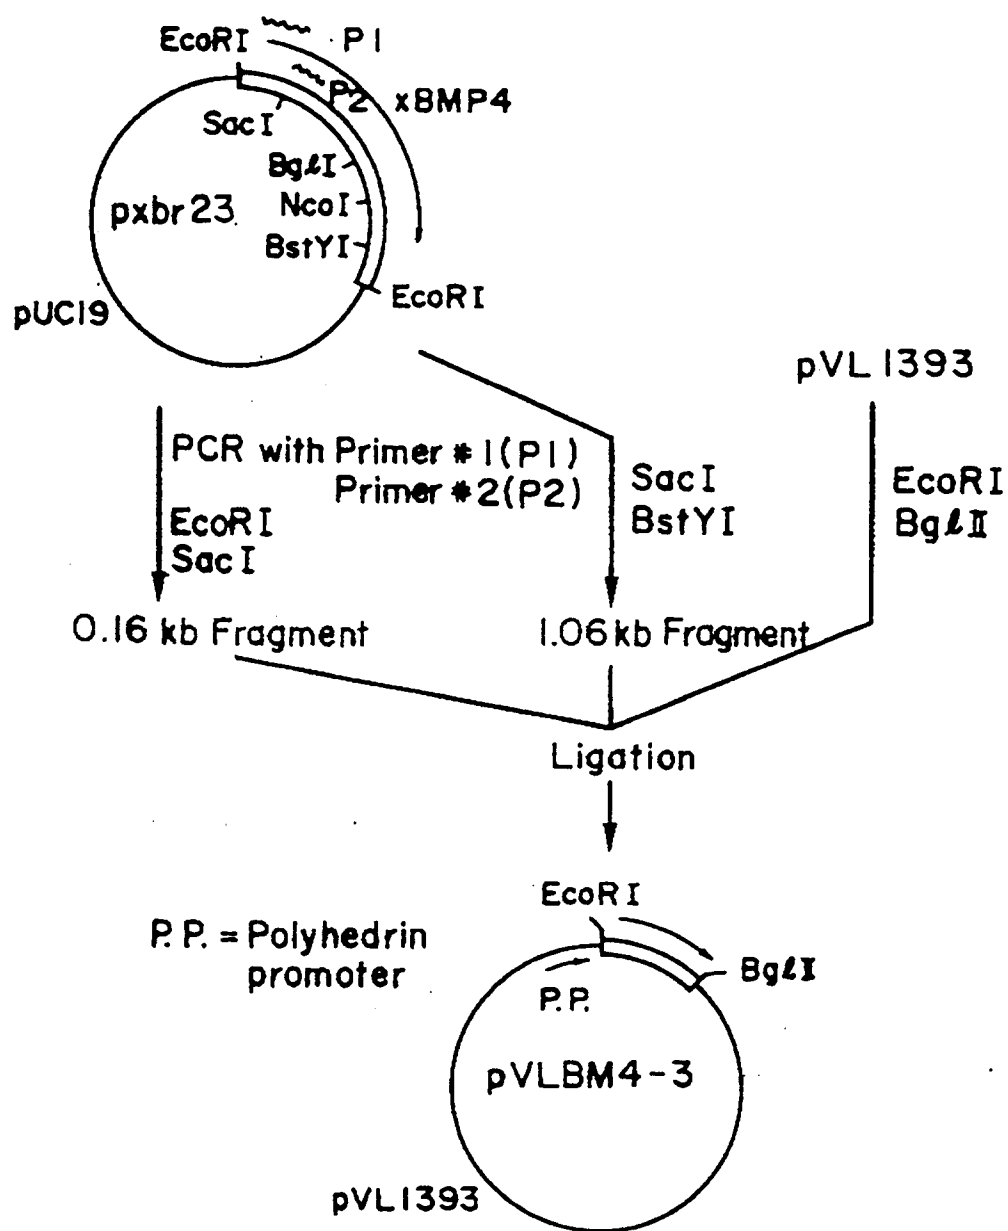 EcoRI
P1
P2
xBMP4
SacI
BglI
NcoI
BstYI
pxbr23
EcoRI
pUC19
pVL1393
PCR with Primer #1(P1)
Primer #2(P2)
EcoRI
SacI
SacI
BstYI
EcoRI
BglII
0.16 kb Fragment
1.06 kb Fragment
Ligation
EcoRI
P.P. = Polyhedrin
promoter
BglII
P.P.
pVLBM4-3
pVL1393